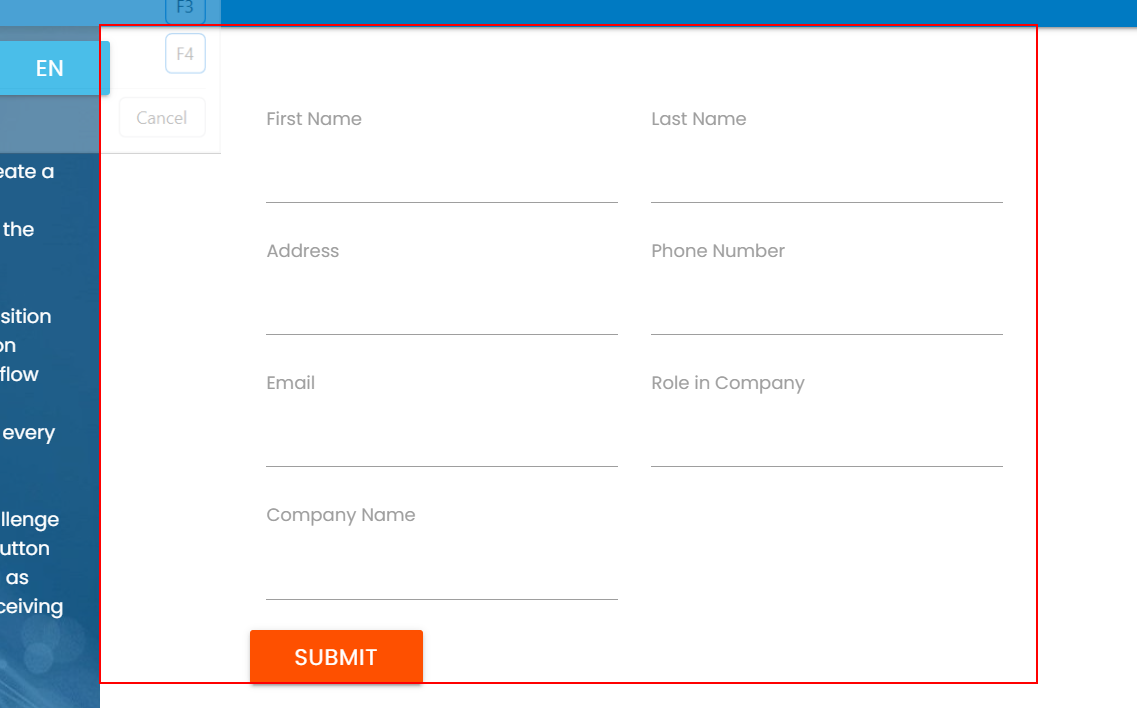 F3
F4
EN
Cancel
eate a
the
sition
on
flow
every
llenge
utton
as
ceiving
First Name
Last Name
Address
Phone Number
Email
Role in Company
Company Name
SUBMIT